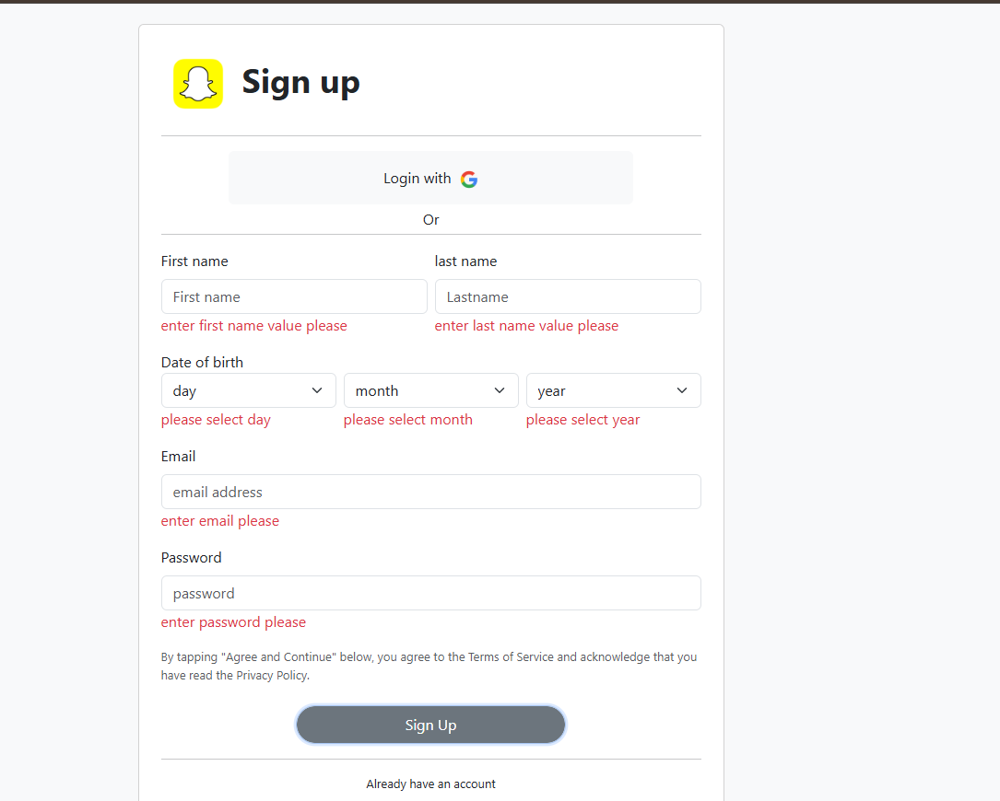 Sign up
Login with
Or
First name last name
First name Lastname
enter first name value please enter last name value please
Date of birth
day month year
please select day please select month please select year
Email
email address
enter email please
Password
password
enter password please
By tapping "Agree and Continue" below, you agree to the Terms of Service and acknowledge that you
have read the Privacy Policy.
Sign Up
Already have an account